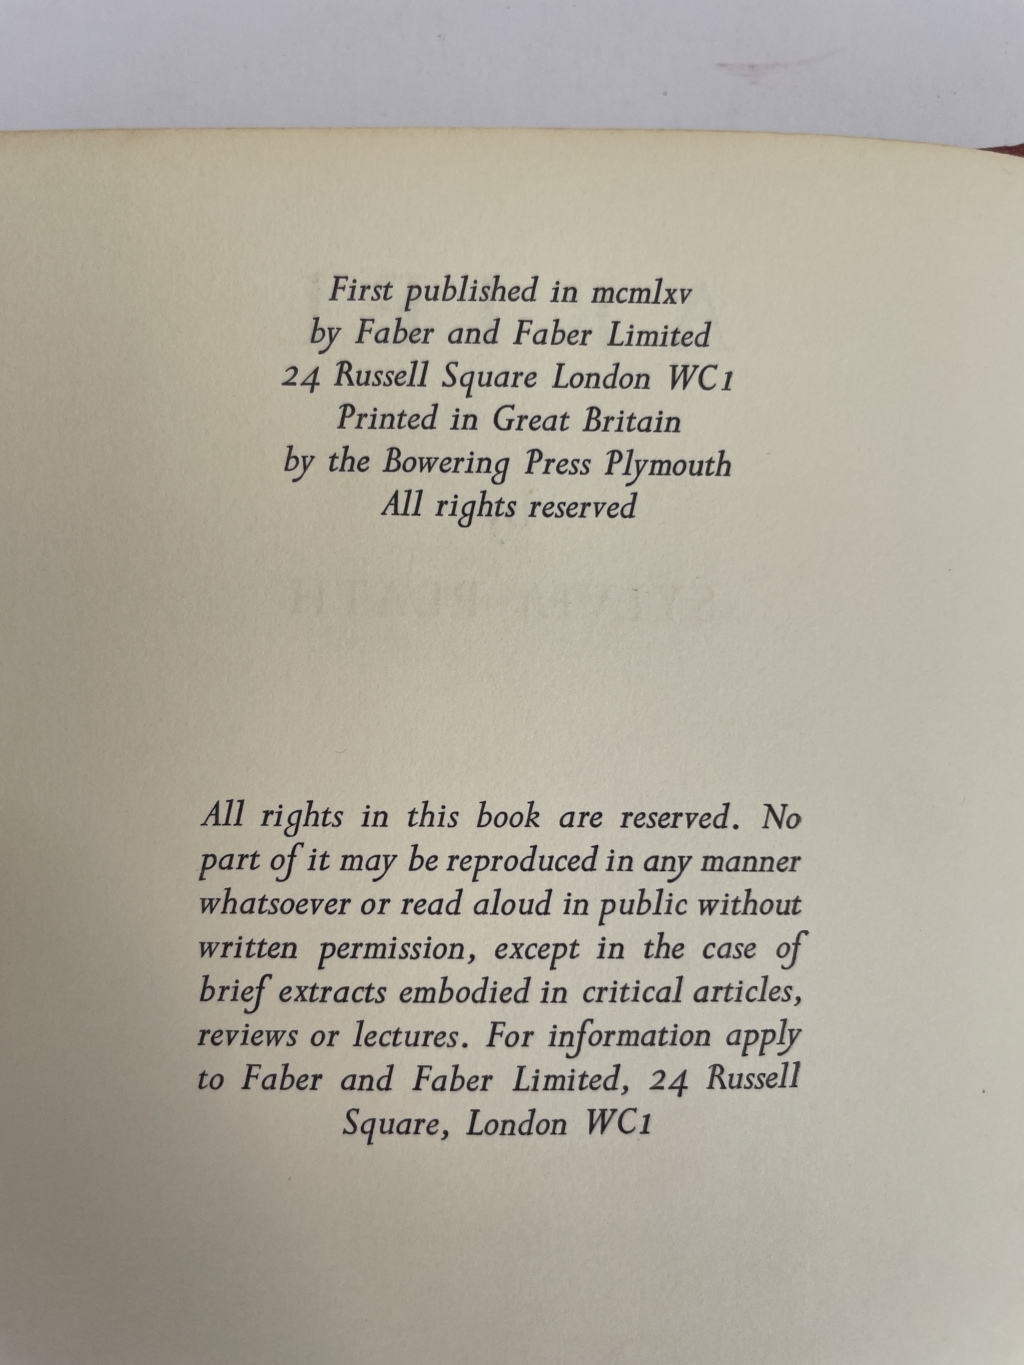 First published in mcmlxv
by Faber and Faber Limited
24 Russell Square London WC1
Printed in Great Britain
by the Bowering Press Plymouth
All rights reserved
SYLVIA PLATH
All rights in this book are reserved. No
part of it may be reproduced in any manner
whatsoever or read aloud in public without
written permission, except in the case of
brief extracts embodied in critical articles,
reviews or lectures. For information apply
to Faber and Faber Limited, 24 Russell
Square, London WC1